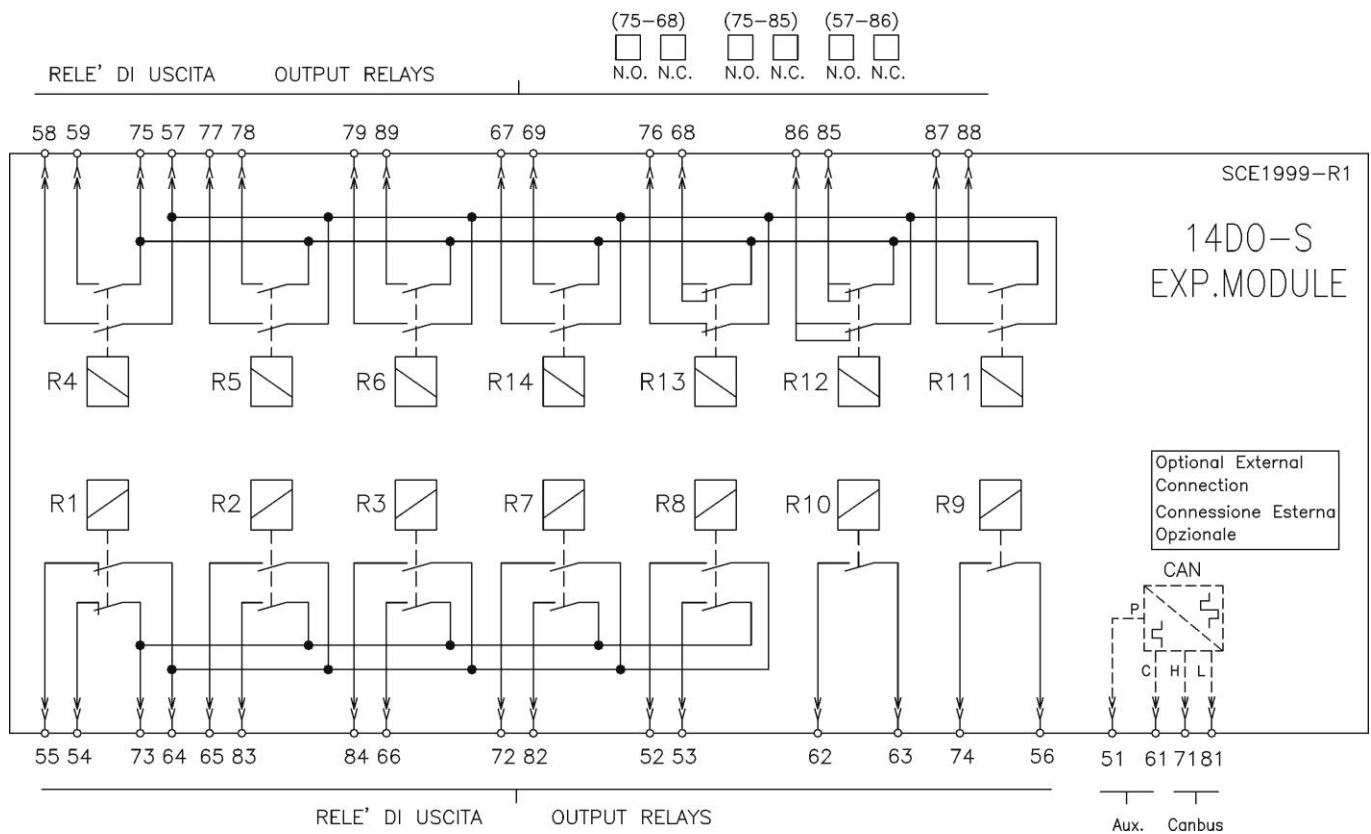 (75-68) (75-85) (57-86)
N.O. N.C. N.O. N.C. N.O. N.C.
RELE' DI USCITA OUTPUT RELAYS
58 59 75 57 77 78 79 89 67 69 76 68 86 85 87 88
SCE1999-R1
14DO-S
EXP.MODULE
R4 R5 R6 R14 R13 R12 R11
Optional External
Connection
Connessione Esterna
Opzionale
R1 R2 R3 R7 R8 R10 R9
CAN
P
C H L
55 54 73 64 65 83 84 66 72 82 52 53 62 63 74 56 51 61 71 81
RELE' DI USCITA OUTPUT RELAYS
Aux. Canbus